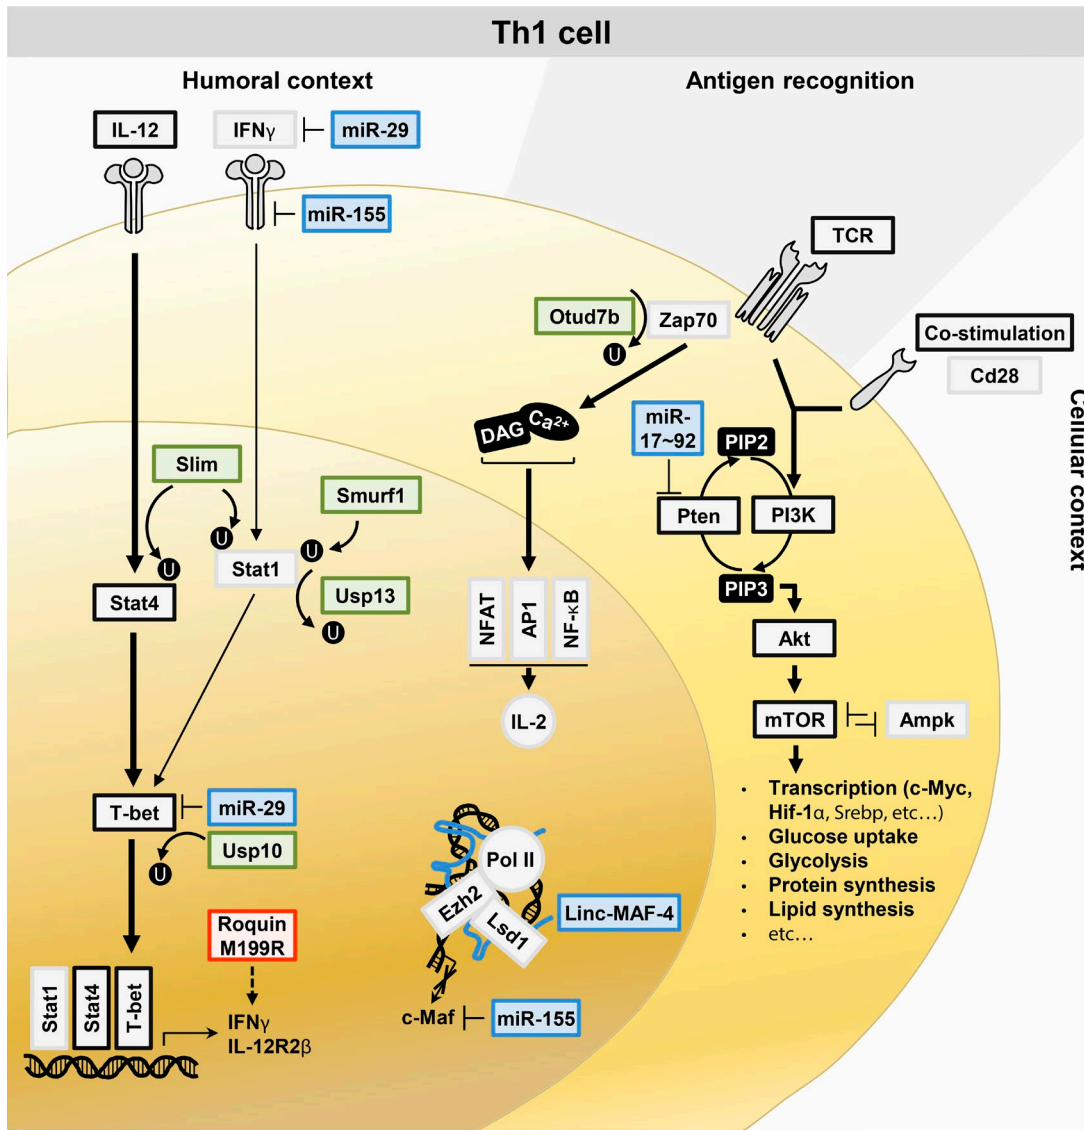 Th1 cell
Humoral context
Antigen recognition
IL-12
IFNγ
miR-29
miR-155
TCR
Otud7b
Zap70
U
Co-stimulation
Cd28
Cellular context
DAG
Ca2+
miR-
17~92
PIP2
Pten
PI3K
PIP3
Slim
Smurf1
U
U
U
Stat1
Stat4
Usp13
U
NFAT
AP1
NF-κB
IL-2
Akt
mTOR
Ampk
• Transcription (c-Myc,
Hif-1α, Srebp, etc…)
• Glucose uptake
• Glycolysis
• Protein synthesis
• Lipid synthesis
• etc…
T-bet
miR-29
Usp10
U
Pol II
Ezh2
Lsd1
Linc-MAF-4
c-Maf
miR-155
Roquin
M199R
Stat1
Stat4
T-bet
IFNγ
IL-12R2β